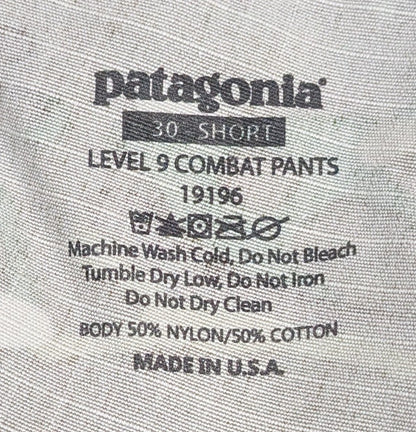 patagonia®
30 SHORT
LEVEL 9 COMBAT PANTS
19196
Machine Wash Cold, Do Not Bleach
Tumble Dry Low, Do Not Iron
Do Not Dry Clean
BODY 50% NYLON/50% COTTON
MADE IN U.S.A.